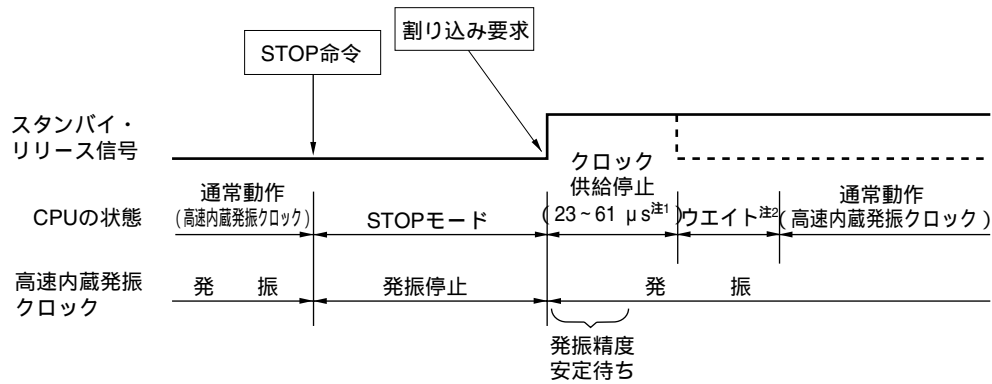 割り込み要求
STOP命令
スタンバイ・
リリース信号
クロック
供給停止
通常動作
通常動作
CPUの状態
(高速内蔵発振クロック)
STOPモード
(23~61 μs注1)
ウエイト注2
(高速内蔵発振クロック)
高速内蔵発振
クロック
発 振
発振停止
発 振
発振精度
安定待ち